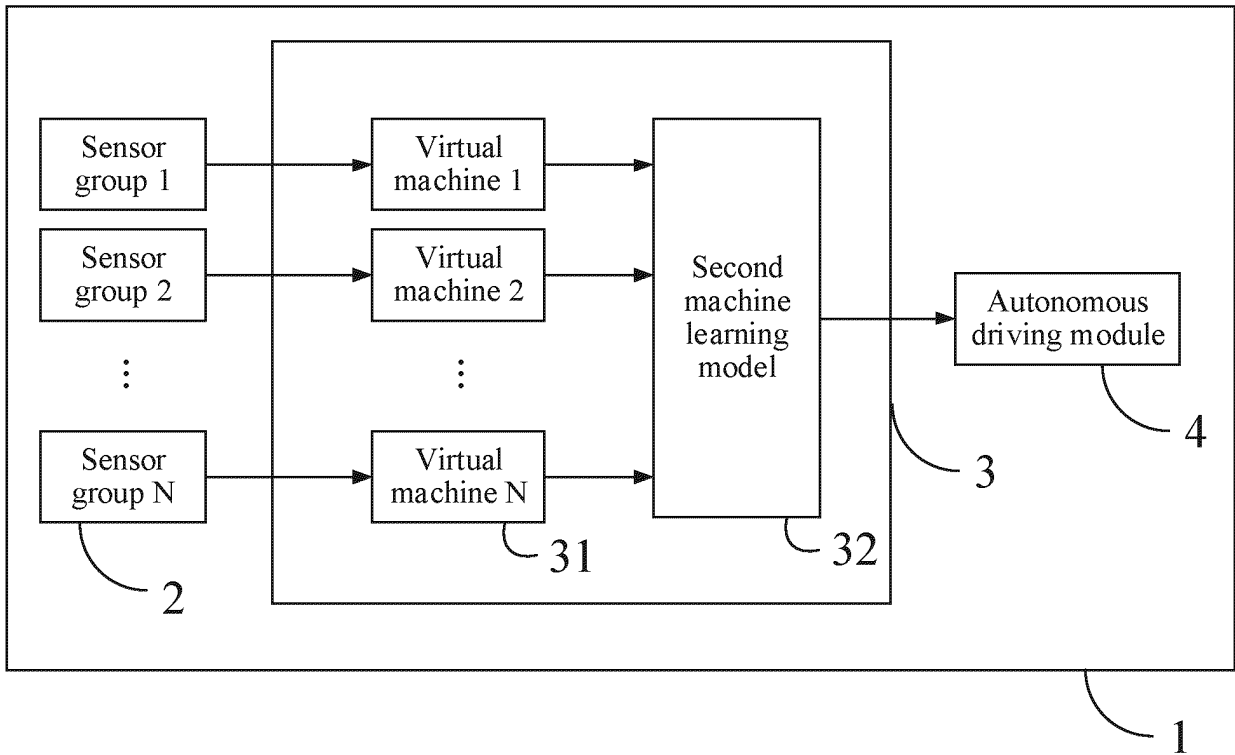 Sensor
group 1
Virtual
machine 1
Sensor
group 2
Virtual
machine 2
Second
machine
learning
model
Autonomous
driving module
Sensor
group N
Virtual
machine N
2
31
32
3
4
1